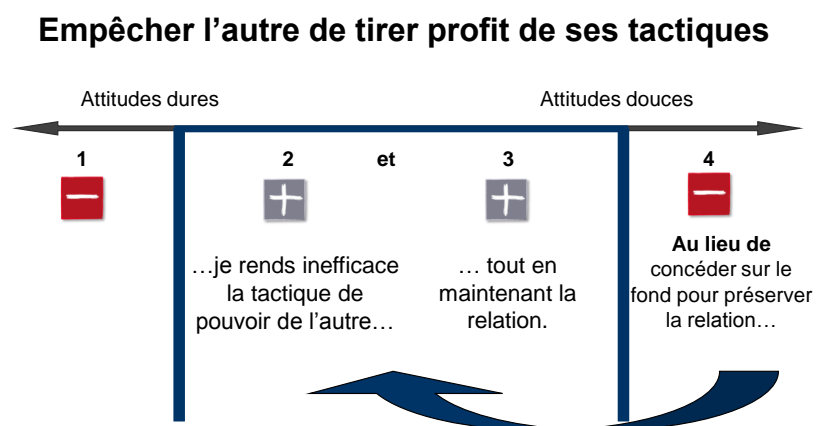 Empêcher l’autre de tirer profit de ses tactiques
Attitudes dures
Attitudes douces
1
2
et
3
4
…je rends inefficace
la tactique de
pouvoir de l’autre…
… tout en
maintenant la
relation.
Au lieu de
concéder sur le
fond pour préserver
la relation…